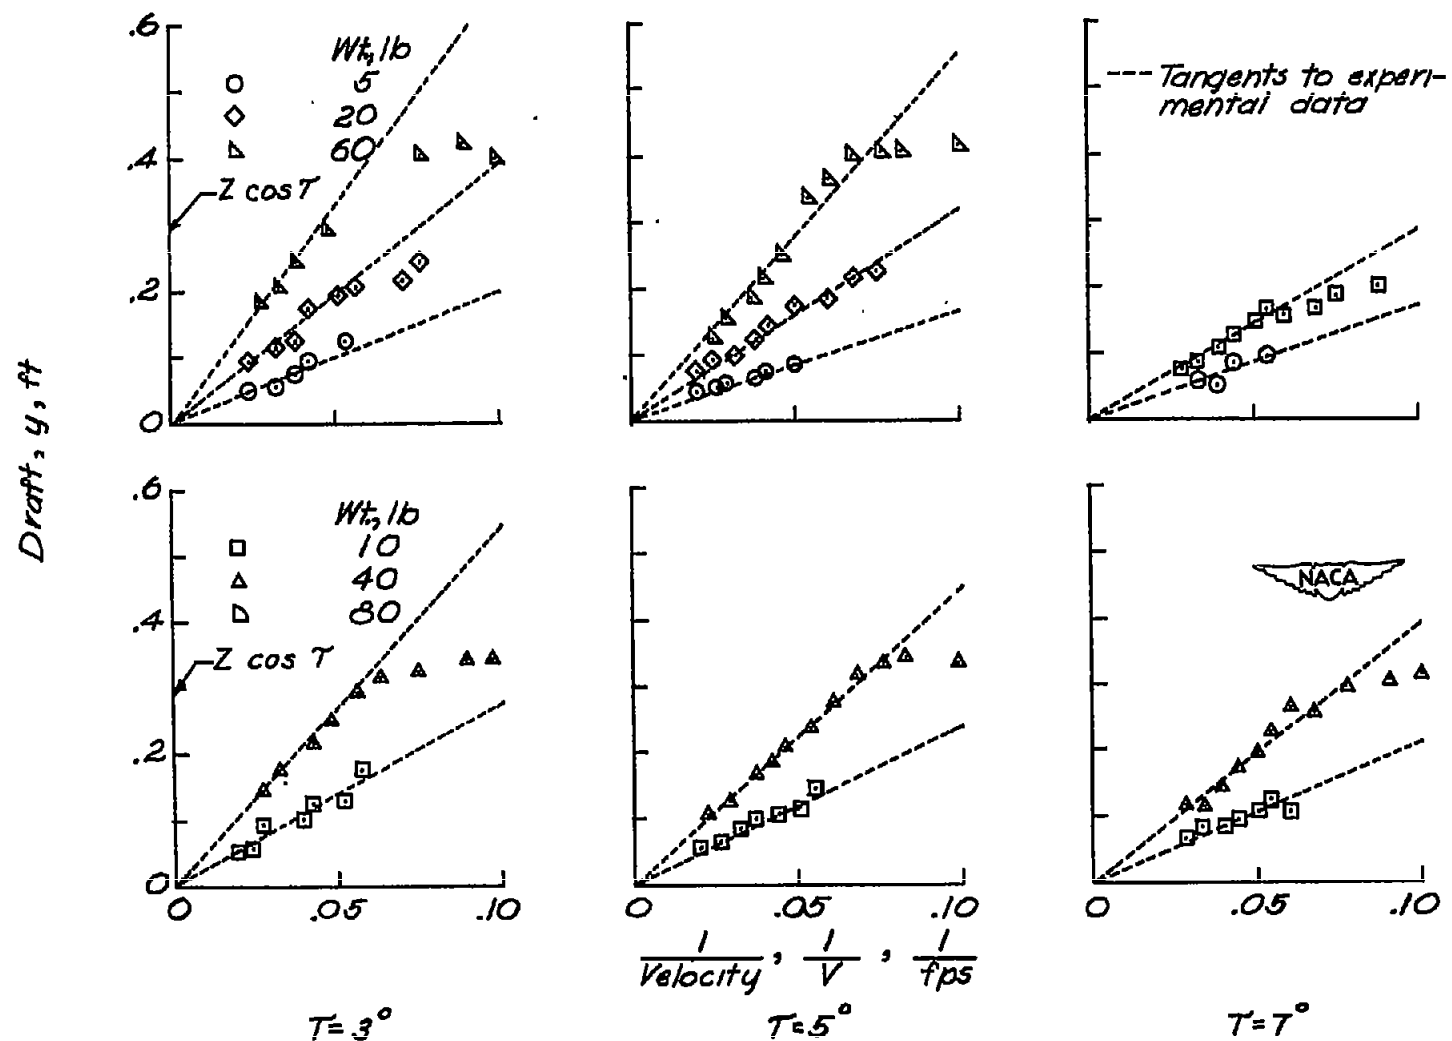 Draft, y, ft
.6
.4
.2
0
Wt, lb
5
20
60
Z cos τ
--- Tangents to experi-
mental data
.6
.4
.2
0
Wt, lb
10
40
80
Z cos τ
NACA
0 .05 .10
0 .05 .10
0 .05 .10
1/Velocity, 1/V, 1/fps
τ=3°
τ=5°
τ=7°